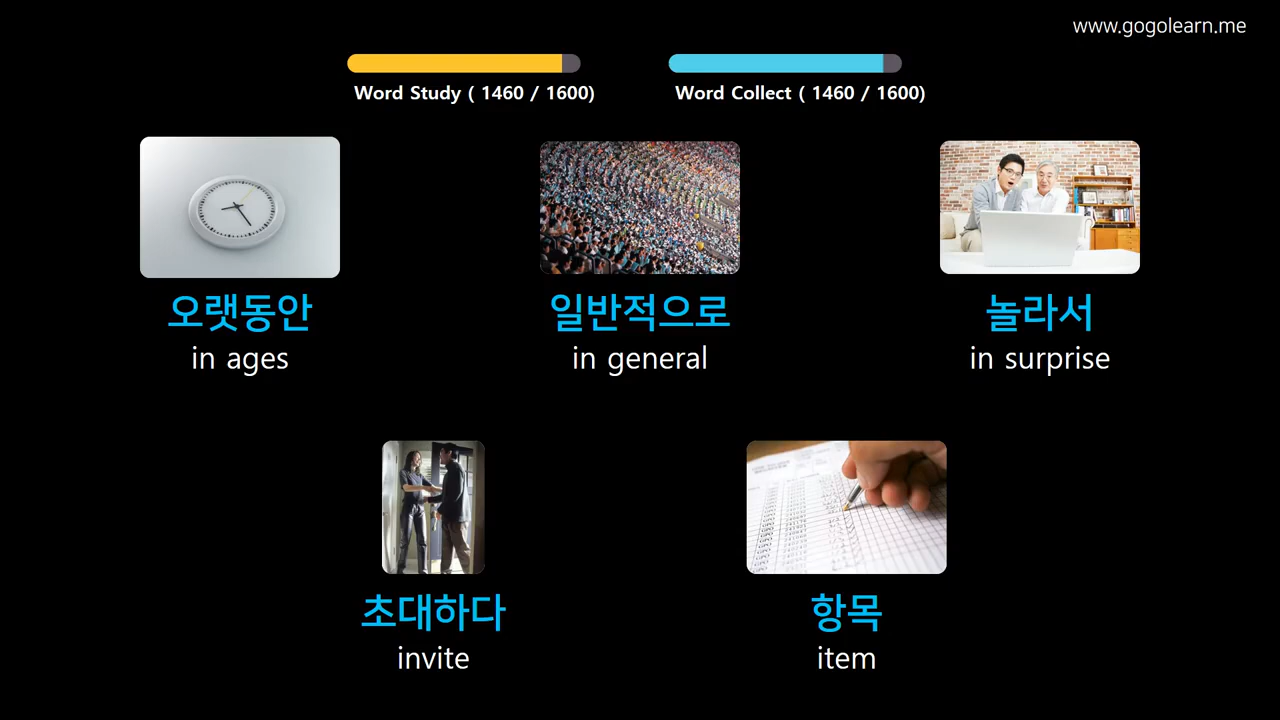 www.gogolearn.me
Word Study ( 1460 / 1600)
Word Collect ( 1460 / 1600)
오랫동안
in ages
일반적으로
in general
놀라서
in surprise
초대하다
invite
항목
item